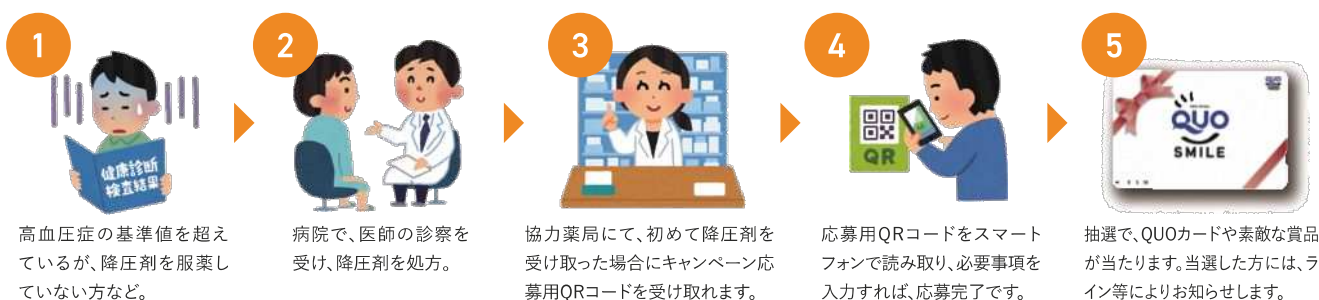 1
健康診断
検査結果
高血圧症の基準値を超え
ているが、降圧剤を服薬し
ていない方など。
2
病院で、医師の診察を
受け、降圧剤を処方。
3
協力薬局にて、初めて降圧剤を
受け取った場合にキャンペーン応
募用QRコードを受け取れます。
4
QR
応募用QRコードをスマート
フォンで読み取り、必要事項を
入力すれば、応募完了です。
5
QUO
SMILE
抽選で、QUOカードや素敵な賞品
が当たります。当選した方には、ラ
イン等によりお知らせします。